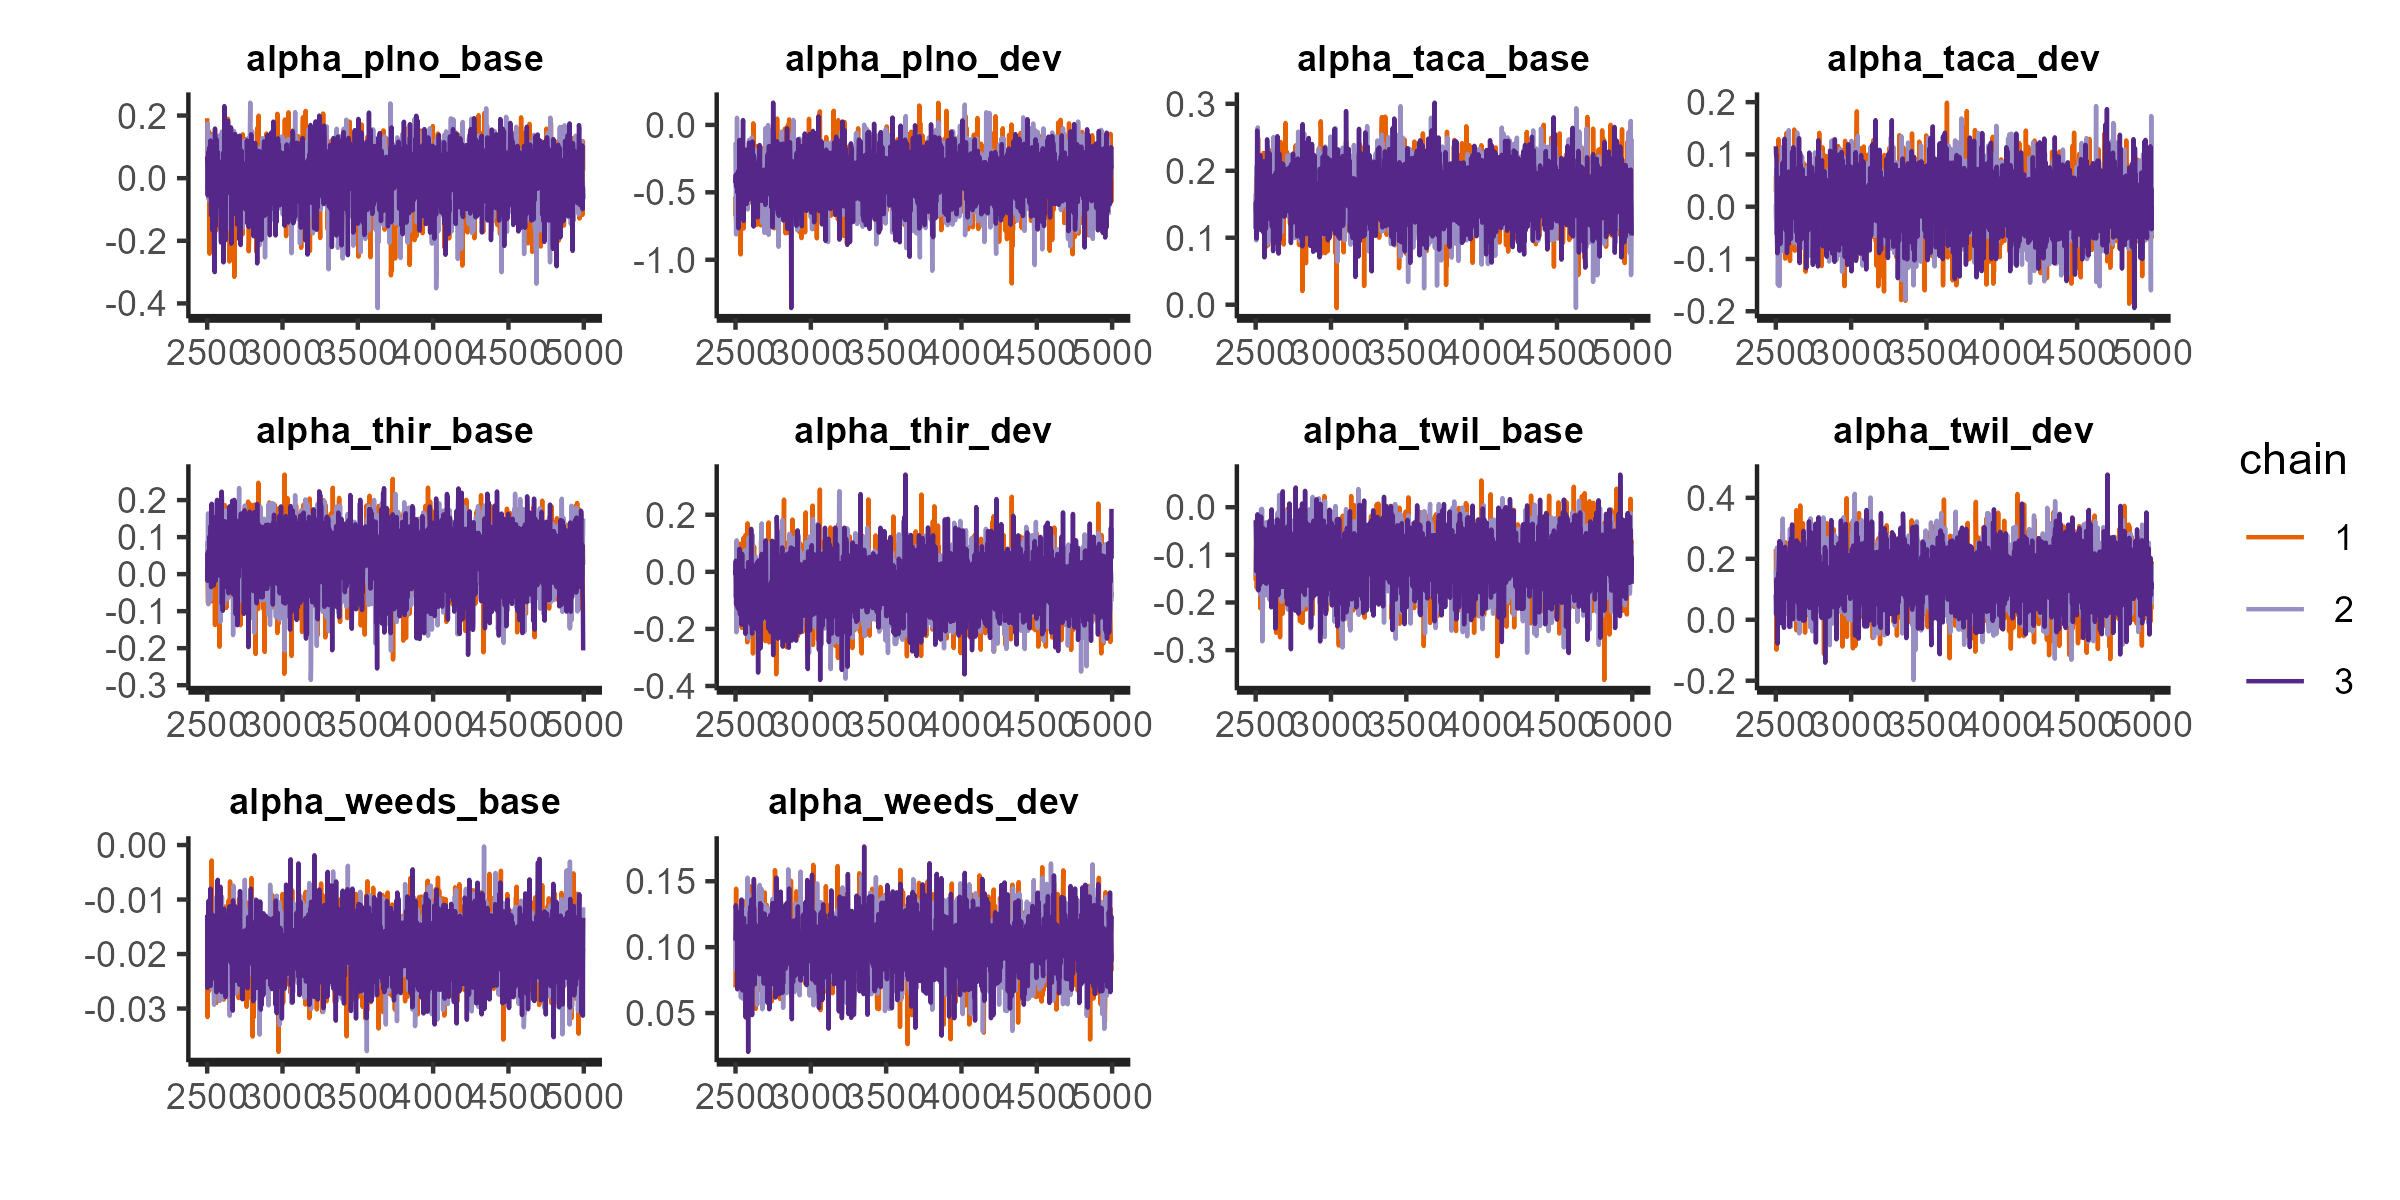 alpha_plno_base alpha_plno_dev alpha_taca_base alpha_taca_dev
0.2 0.0 -0.2 -0.4
0.0 -0.5 -1.0
0.3 0.2 0.1 0.0
0.2 0.1 0.0 -0.1 -0.2
2500 3000 3500 4000 4500 5000 2500 3000 3500 4000 4500 5000 2500 3000 3500 4000 4500 5000 2500 3000 3500 4000 4500 5000
alpha_thir_base alpha_thir_dev alpha_twil_base alpha_twil_dev
0.2 0.1 0.0 -0.1 -0.2 -0.3
0.2 0.0 -0.2 -0.4
0.0 -0.1 -0.2 -0.3
0.4 0.2 0.0 -0.2
2500 3000 3500 4000 4500 5000 2500 3000 3500 4000 4500 5000 2500 3000 3500 4000 4500 5000 2500 3000 3500 4000 4500 5000
chain
1
2
3
alpha_weeds_base alpha_weeds_dev
0.00 -0.01 -0.02 -0.03
0.15 0.10 0.05
2500 3000 3500 4000 4500 5000 2500 3000 3500 4000 4500 5000